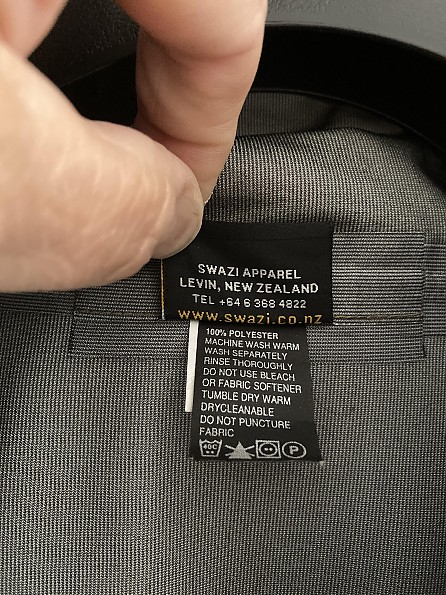 SWAZI APPAREL
LEVIN, NEW ZEALAND
TEL +64 6 368 4822
www.swazi.co.nz
100% POLYESTER
MACHINE WASH WARM
WASH SEPARATELY
RINSE THOROUGHLY
DO NOT USE BLEACH
OR FABRIC SOFTENER
TUMBLE DRY WARM
DRYCLEANABLE
DO NOT PUNCTURE
FABRIC
40C P